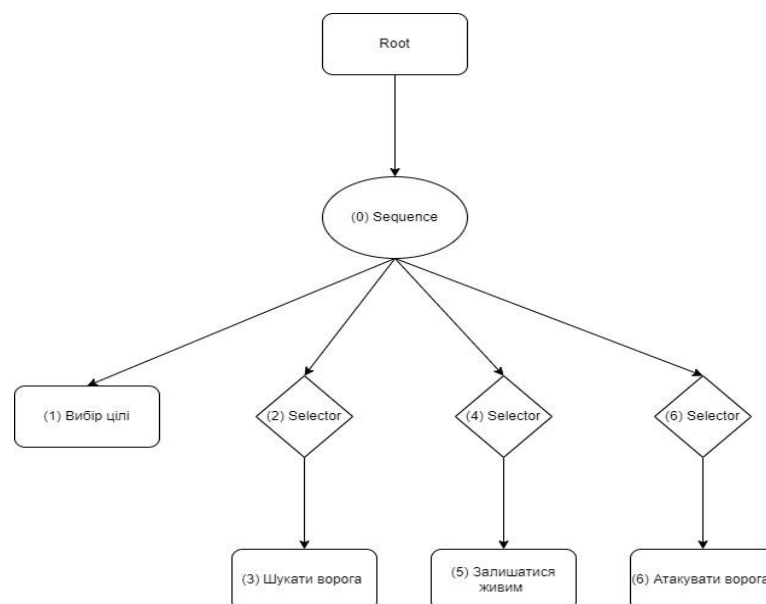 Root
(0) Sequence
(1) Вибір цілі
(2) Selector
(4) Selector
(6) Selector
(3) Шукати ворога
(5) Залишатися
живим
(6) Атакувати ворога